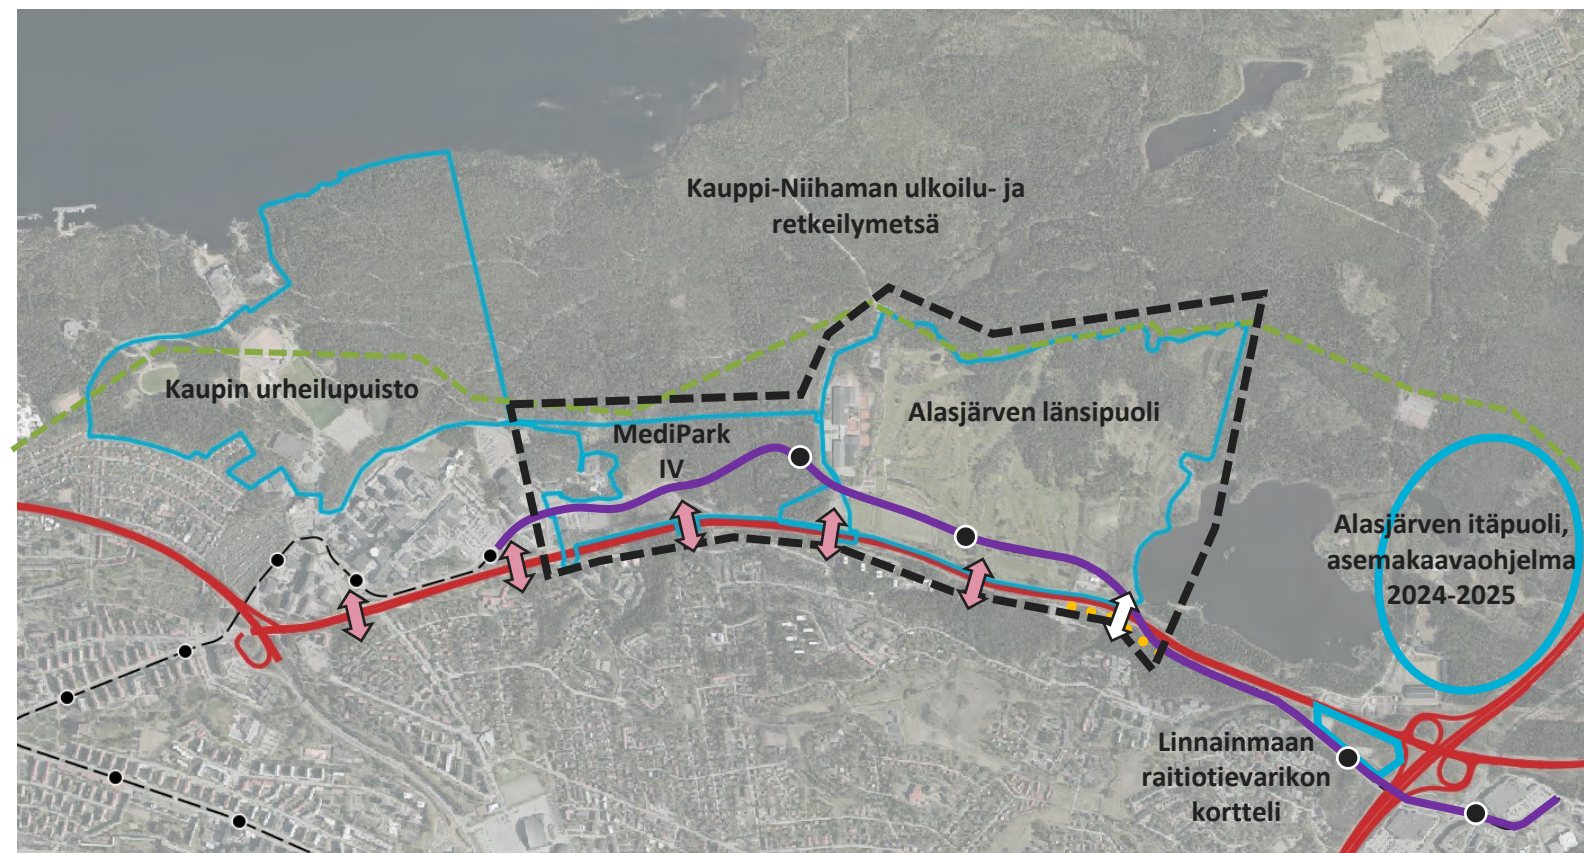 Kauppi-Niihaman ulkoilu- ja
retkeilymetsä
Kaupin urheilupuisto
MediPark
IV
Alasjärven länsipuoli
Alasjärven itäpuoli,
asemakaavaohjelma
2024-2025
Linnainmaan
raitiotievarikon
kortteli